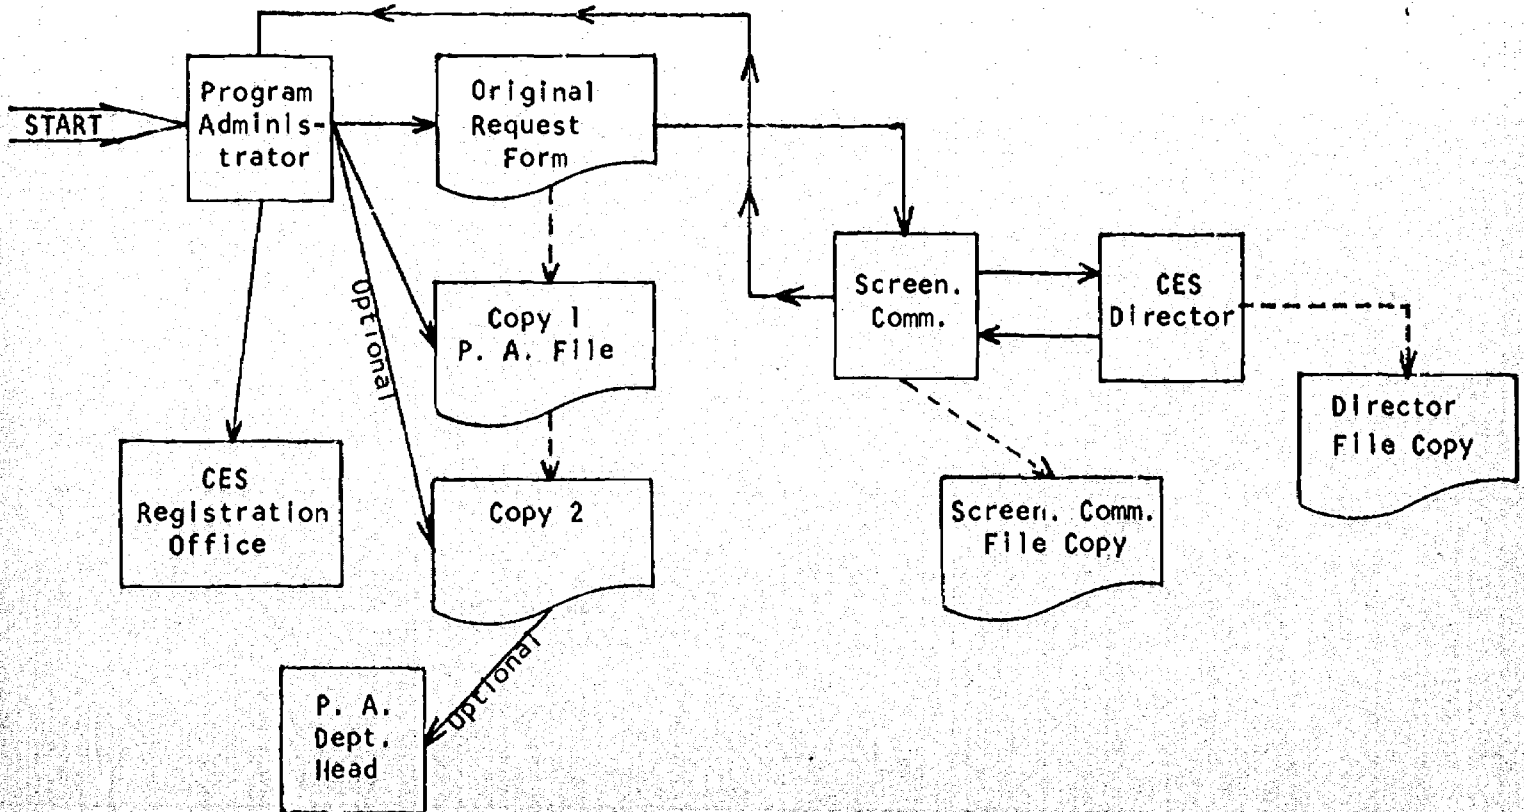 START
Program
Adminis-
trator
Original
Request
Form
Optional
Copy 1
P. A. File
Copy 2
CES
Registration
Office
Optional
P. A.
Dept.
Head
Screen.
Comm.
CES
Director
Screen. Comm.
File Copy
Director
File Copy